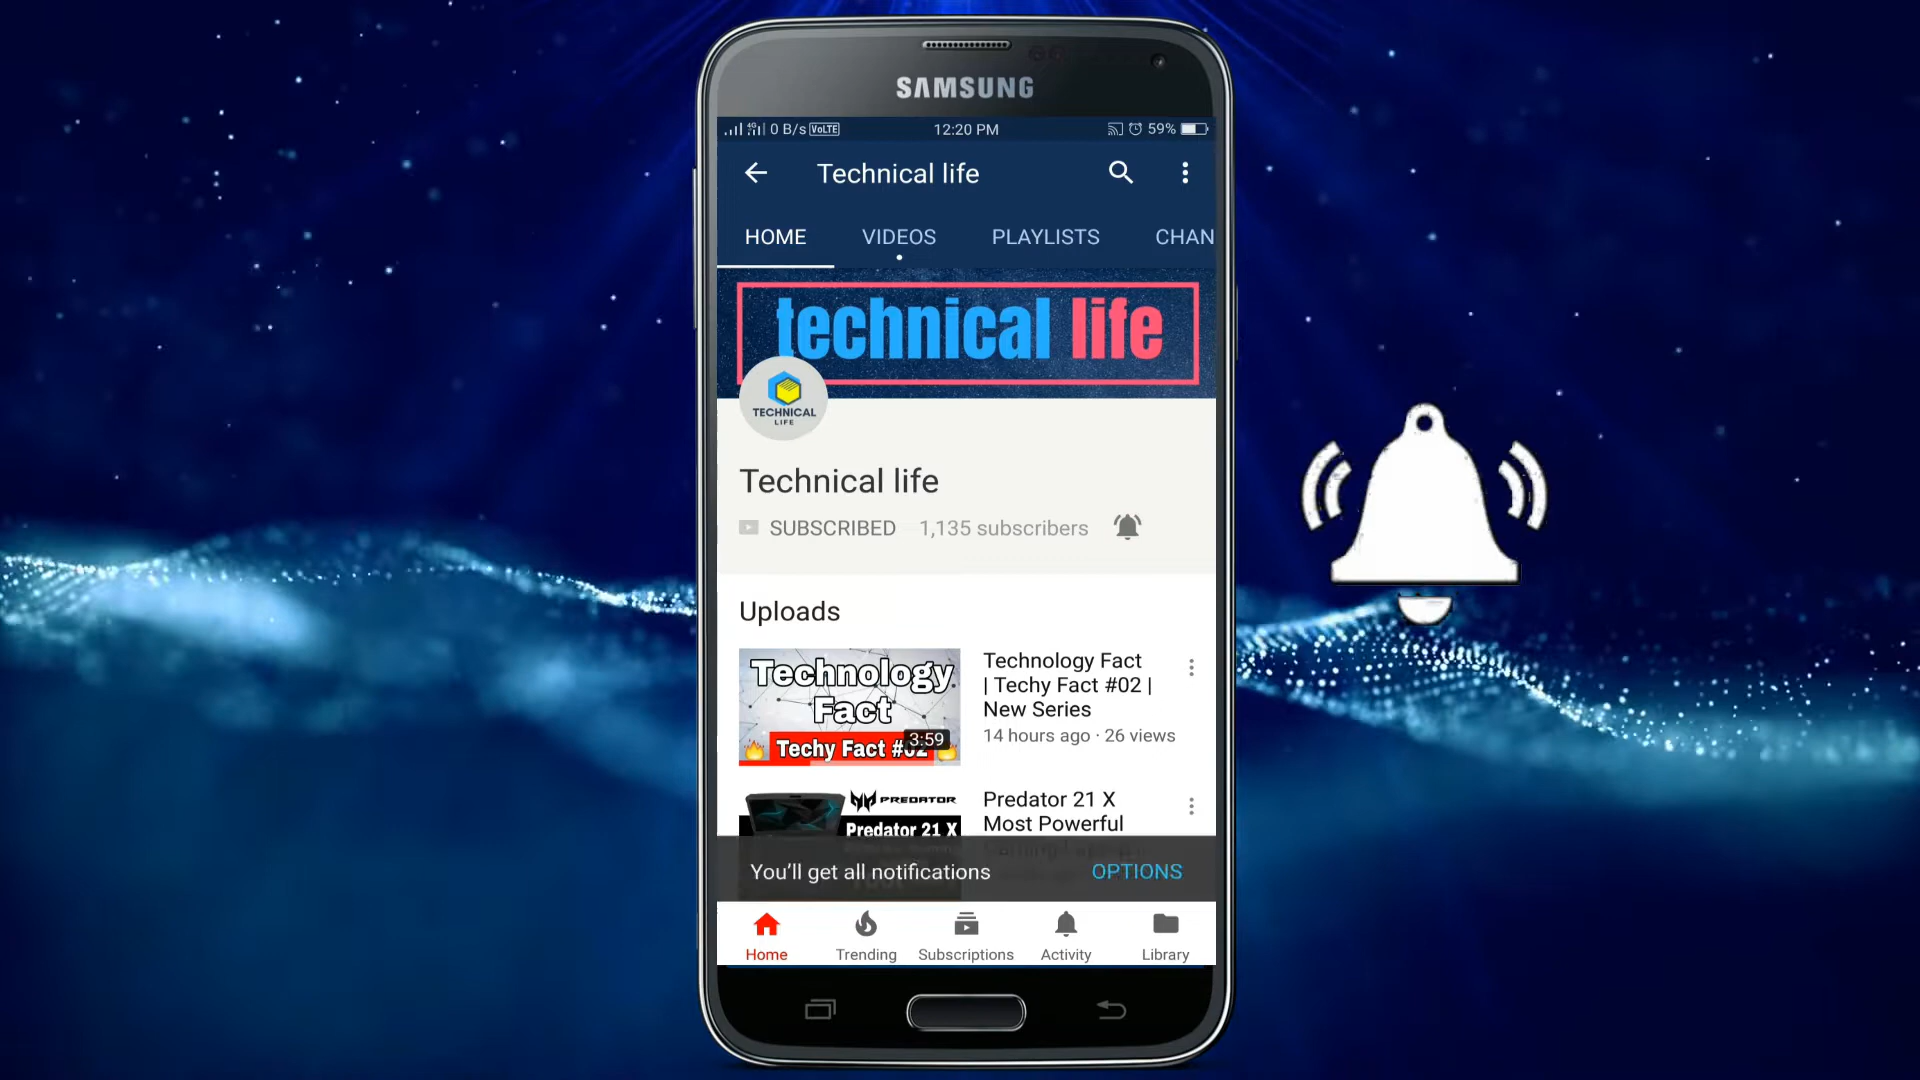 SAMSUNG
4G 0 B/s VoLTE 12:20 PM 59%
Technical life
HOME VIDEOS PLAYLISTS CHAN
technical life
TECHNICAL
LIFE
Technical life
SUBSCRIBED 1,135 subscribers
Uploads
Technology
Fact
Techy Fact #02
3:59
Technology Fact
| Techy Fact #02 |
New Series
14 hours ago · 26 views
PREDATOR
Predator 21 X
Predator 21 X
Most Powerful
You’ll get all notifications OPTIONS
Home Trending Subscriptions Activity Library